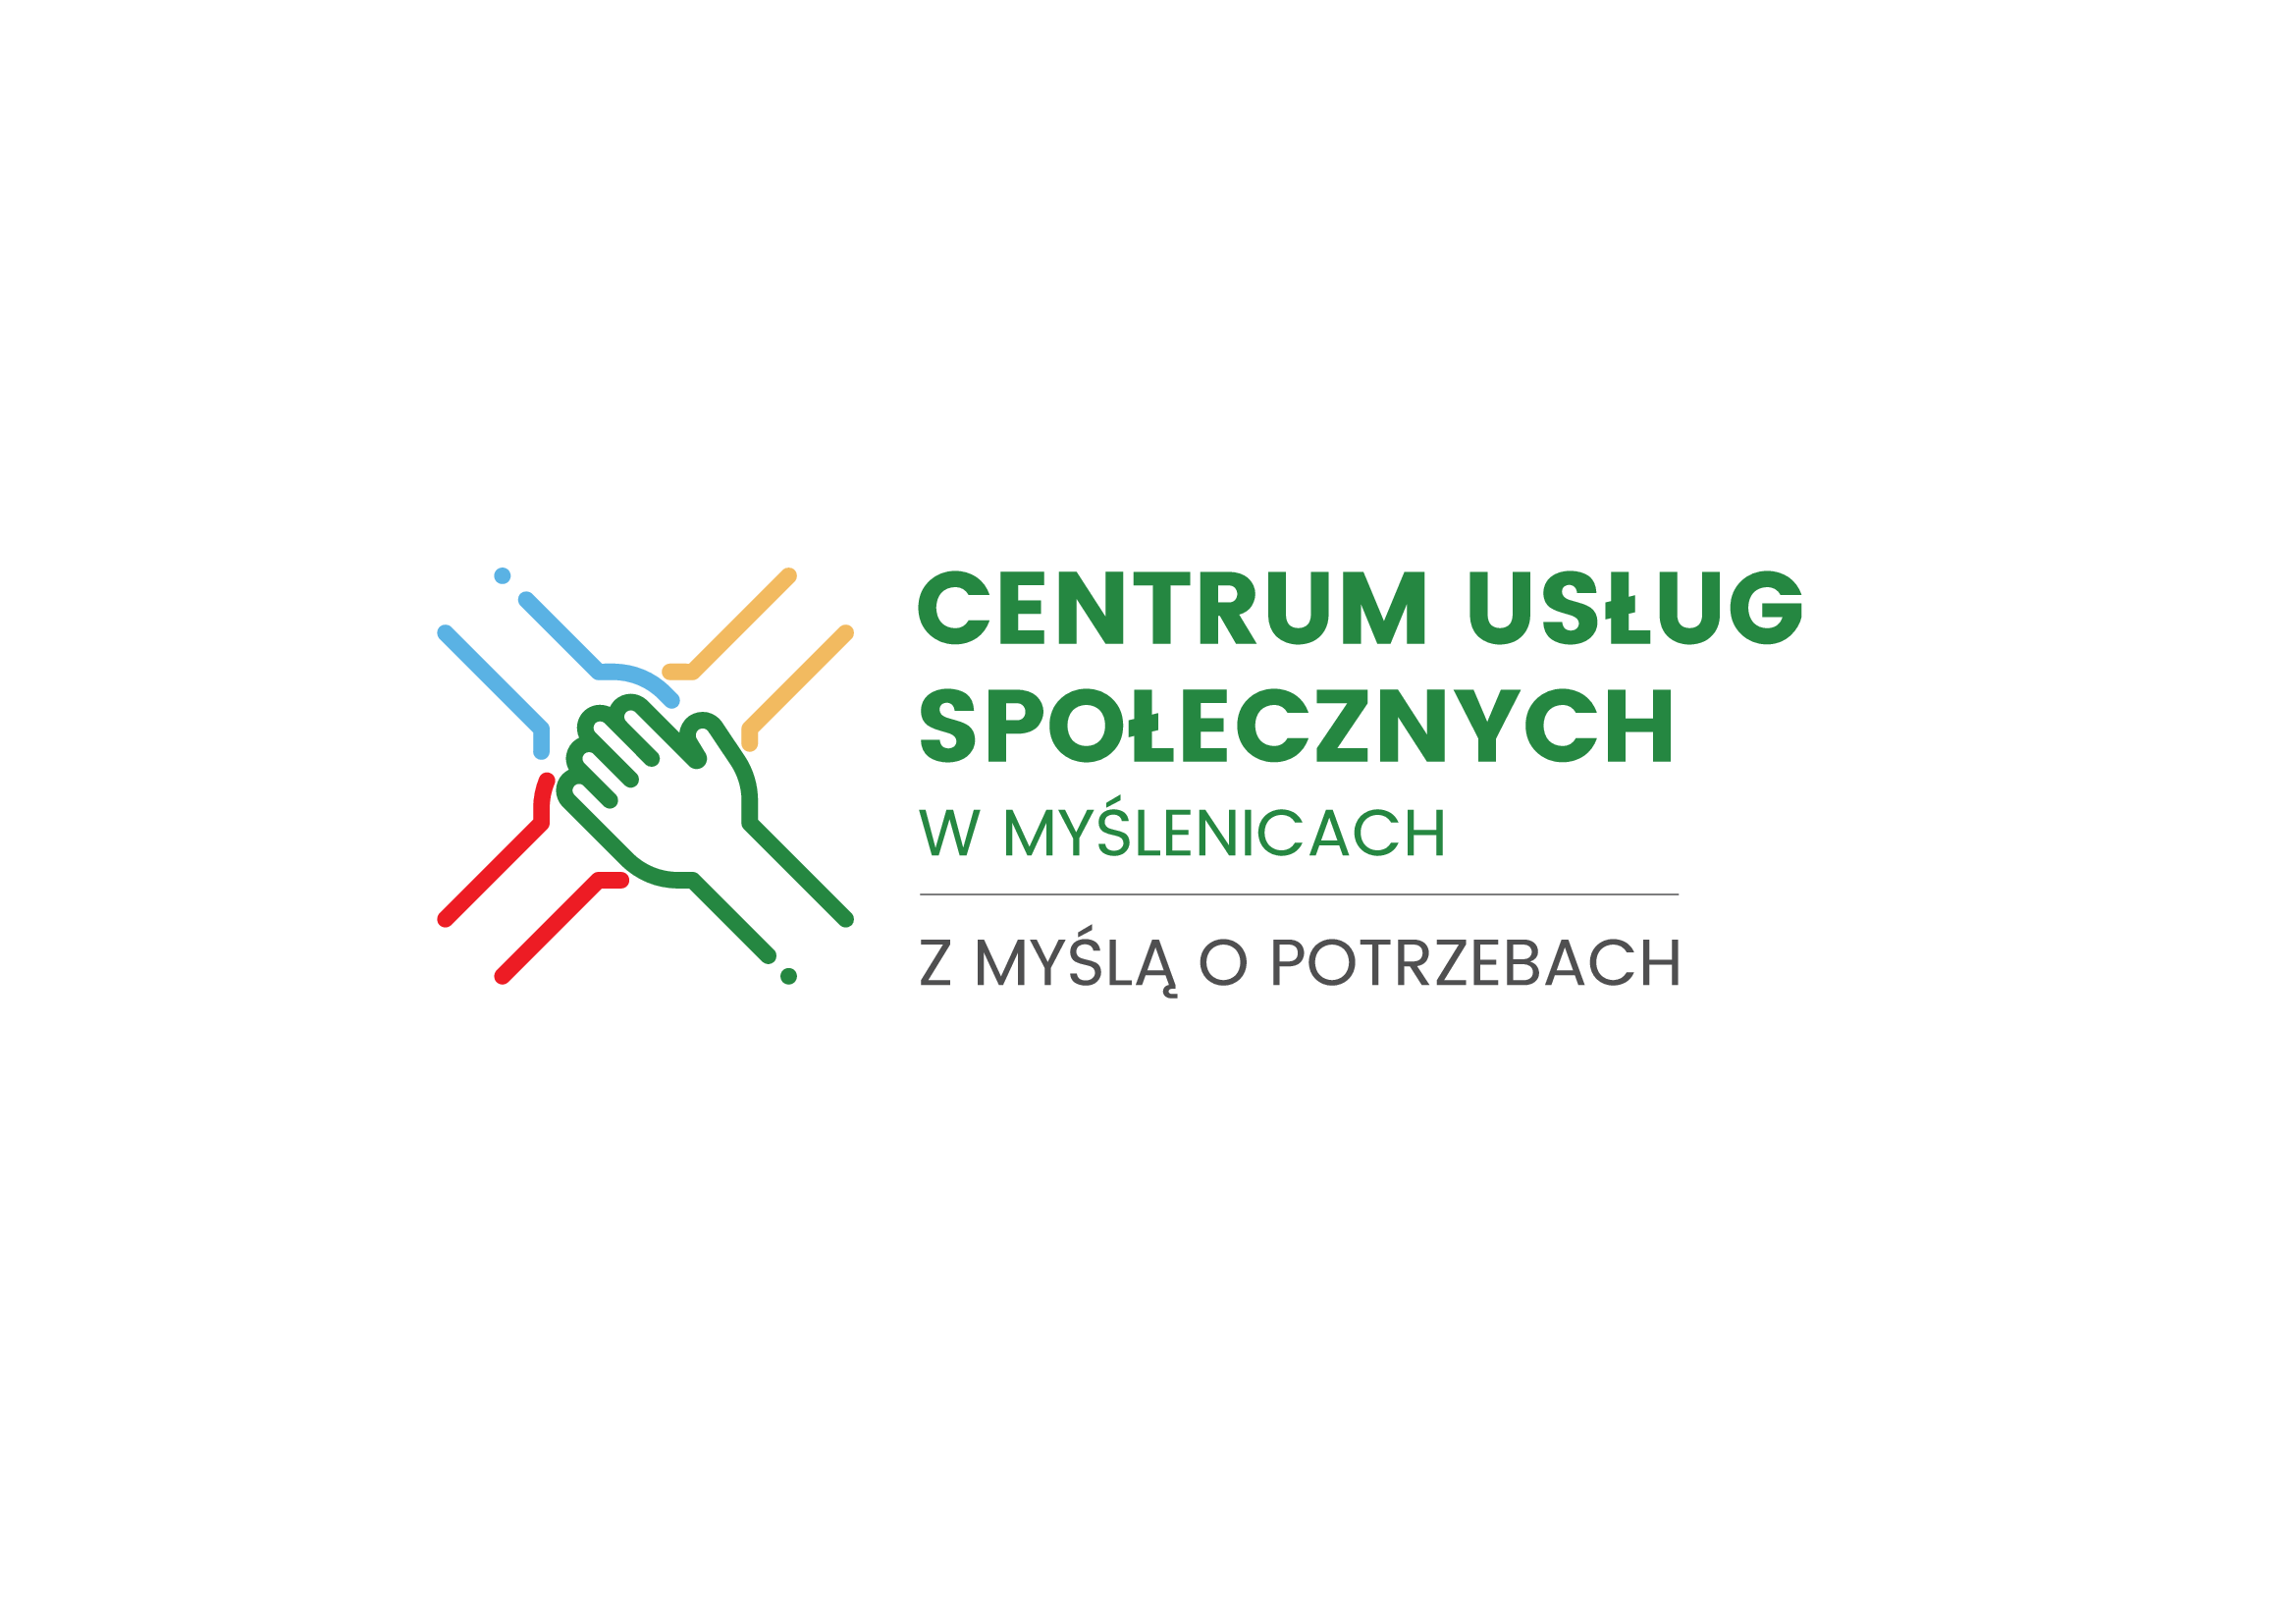 CENTRUM USŁUG
SPOŁECZNYCH
W MYŚLENICACH
Z MYŚLĄ O POTRZEBACH